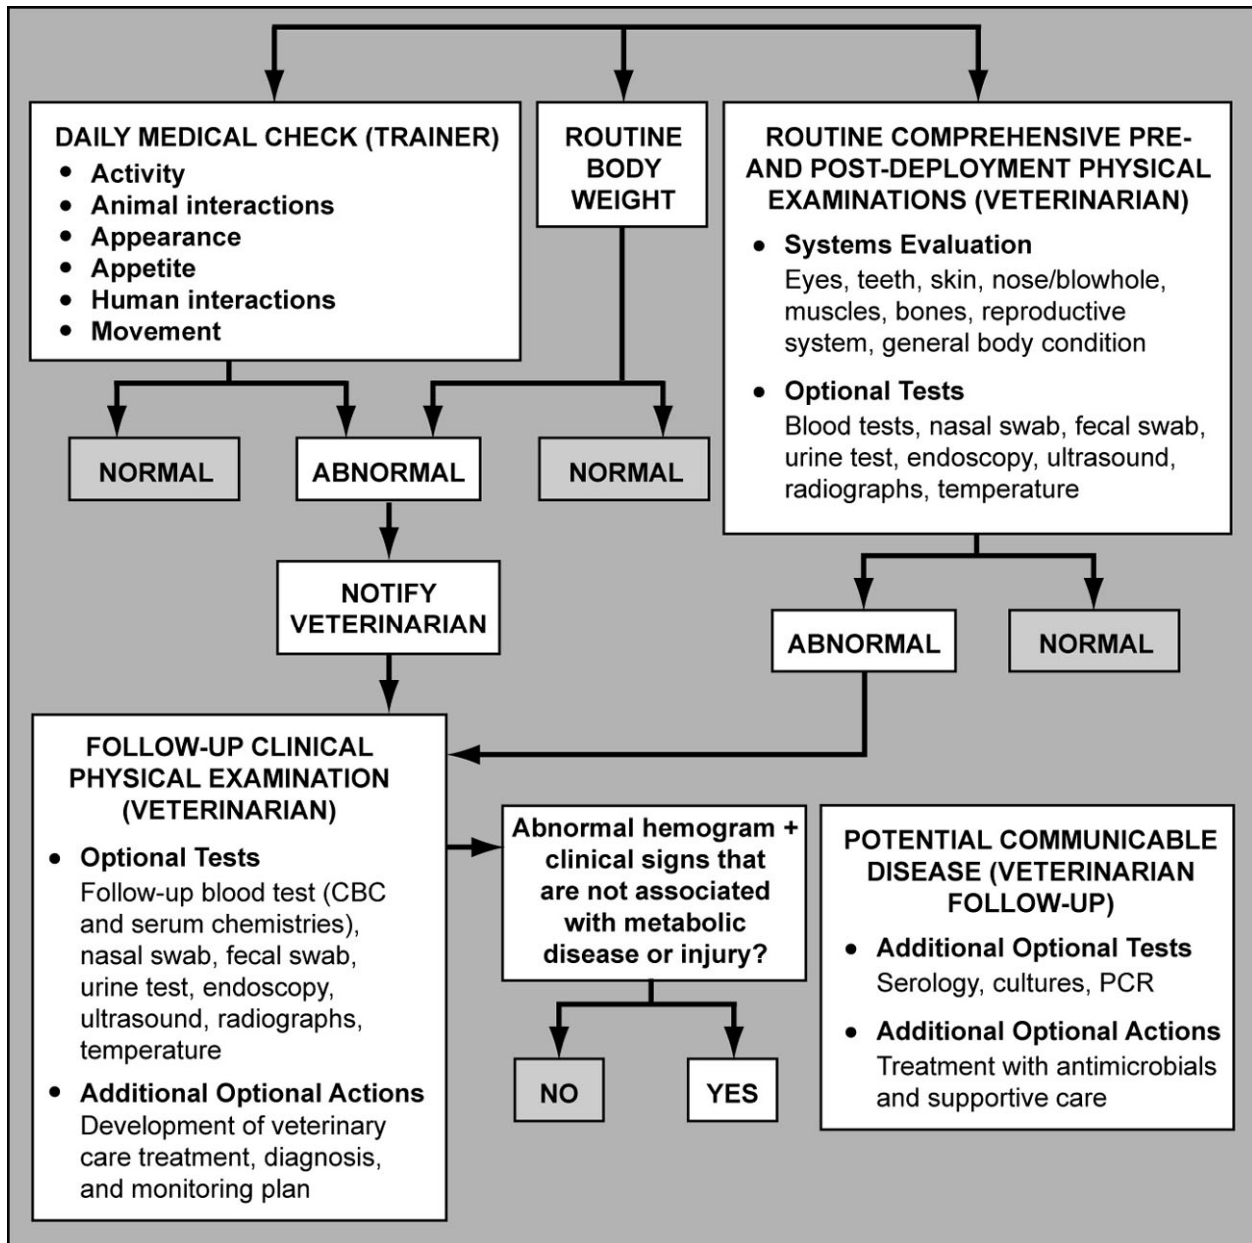 DAILY MEDICAL CHECK (TRAINER)
• Activity
• Animal interactions
• Appearance
• Appetite
• Human interactions
• Movement
ROUTINE
BODY
WEIGHT
ROUTINE COMPREHENSIVE PRE-
AND POST-DEPLOYMENT PHYSICAL
EXAMINATIONS (VETERINARIAN)
• Systems Evaluation
Eyes, teeth, skin, nose/blowhole,
muscles, bones, reproductive
system, general body condition
• Optional Tests
Blood tests, nasal swab, fecal swab,
urine test, endoscopy, ultrasound,
radiographs, temperature
NORMAL
ABNORMAL
NORMAL
NOTIFY
VETERINARIAN
ABNORMAL
NORMAL
FOLLOW-UP CLINICAL
PHYSICAL EXAMINATION
(VETERINARIAN)
• Optional Tests
Follow-up blood test (CBC
and serum chemistries),
nasal swab, fecal swab,
urine test, endoscopy,
ultrasound, radiographs,
temperature
• Additional Optional Actions
Development of veterinary
care treatment, diagnosis,
and monitoring plan
Abnormal hemogram +
clinical signs that
are not associated
with metabolic
disease or injury?
NO
YES
POTENTIAL COMMUNICABLE
DISEASE (VETERINARIAN
FOLLOW-UP)
• Additional Optional Tests
Serology, cultures, PCR
• Additional Optional Actions
Treatment with antimicrobials
and supportive care